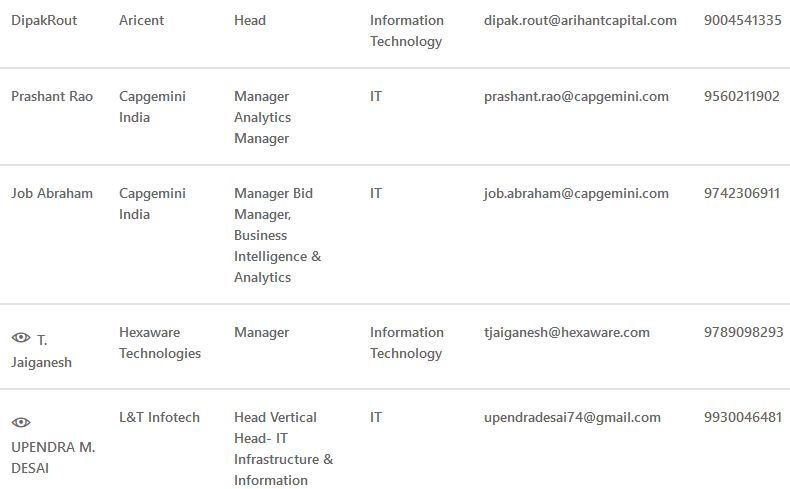 DipakRout Aricent Head Information dipak.rout@arihantcapital.com 9004541335
Technology
Prashant Rao Capgemini Manager IT prashant.rao@capgemini.com 9560211902
India Analytics
Manager
Job Abraham Capgemini Manager Bid IT job.abraham@capgemini.com 9742306911
India Manager,
Business
Intelligence &
Analytics
T. Hexaware Manager Information tjaiganesh@hexaware.com 9789098293
Jaiganesh Technologies Technology
L&T Infotech Head Vertical IT upendradesai74@gmail.com 9930046481
UPENDRA M. Head- IT
DESAI Infrastructure &
Information